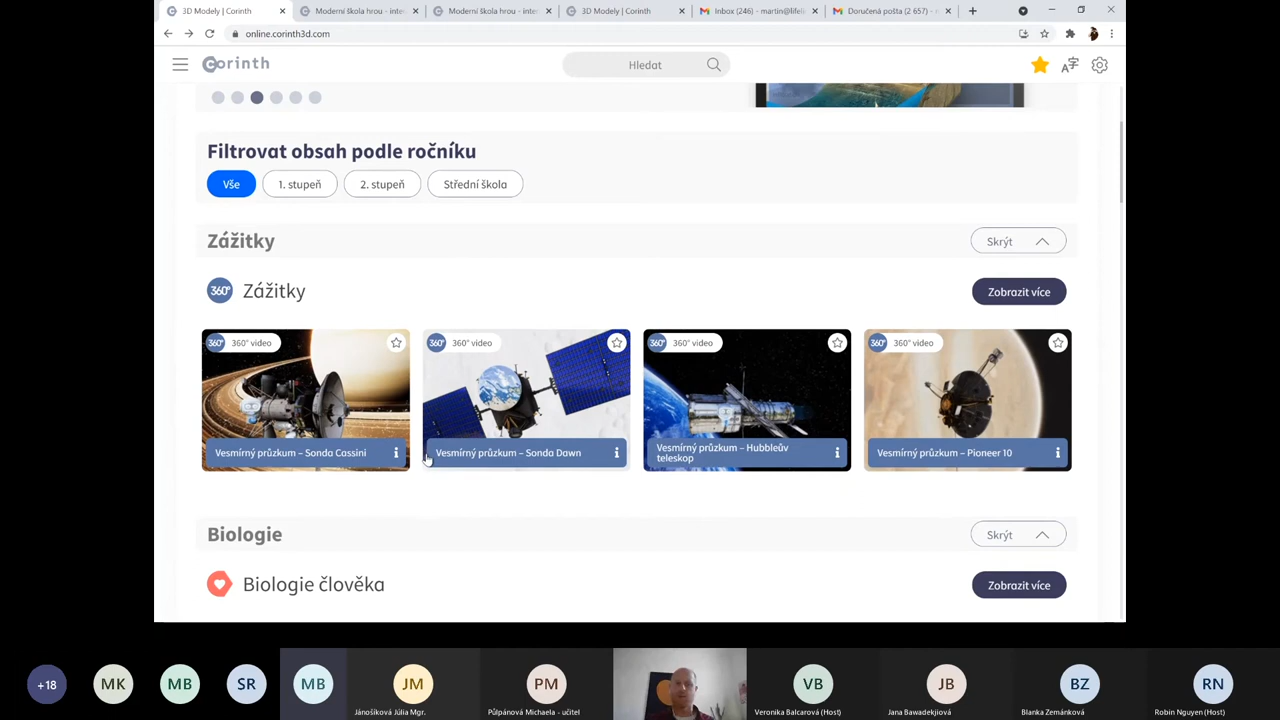 3D Modely | Corinth
Moderní škola hrou - inte
Moderní škola hrou - inte
3D Modely | Corinth
Inbox (246) - martin@lifeli
Doručená pošta (2 657) -
online.corinth3d.com
corinth
Hledat
Filtrovat obsah podle ročníku
Vše
1. stupeň
2. stupeň
Střední škola
Zážitky
Skrýt
360°
Zážitky
Zobrazit více
360° 360° video
360° 360° video
360° 360° video
360° 360° video
Vesmírný průzkum – Sonda Cassini
Vesmírný průzkum – Sonda Dawn
Vesmírný průzkum – Hubbleův
teleskop
Vesmírný průzkum – Pioneer 10
Biologie
Skrýt
Biologie člověka
Zobrazit více
+18
MK
MB
SR
MB
JM
PM
VB
JB
BZ
RN
Jánošíková Júlia Mgr.
Půlpánová Michaela - učitel
Veronika Balcarová (Host)
Jana Bawadekjiová
Blanka Zemánková
Robin Nguyen (Host)